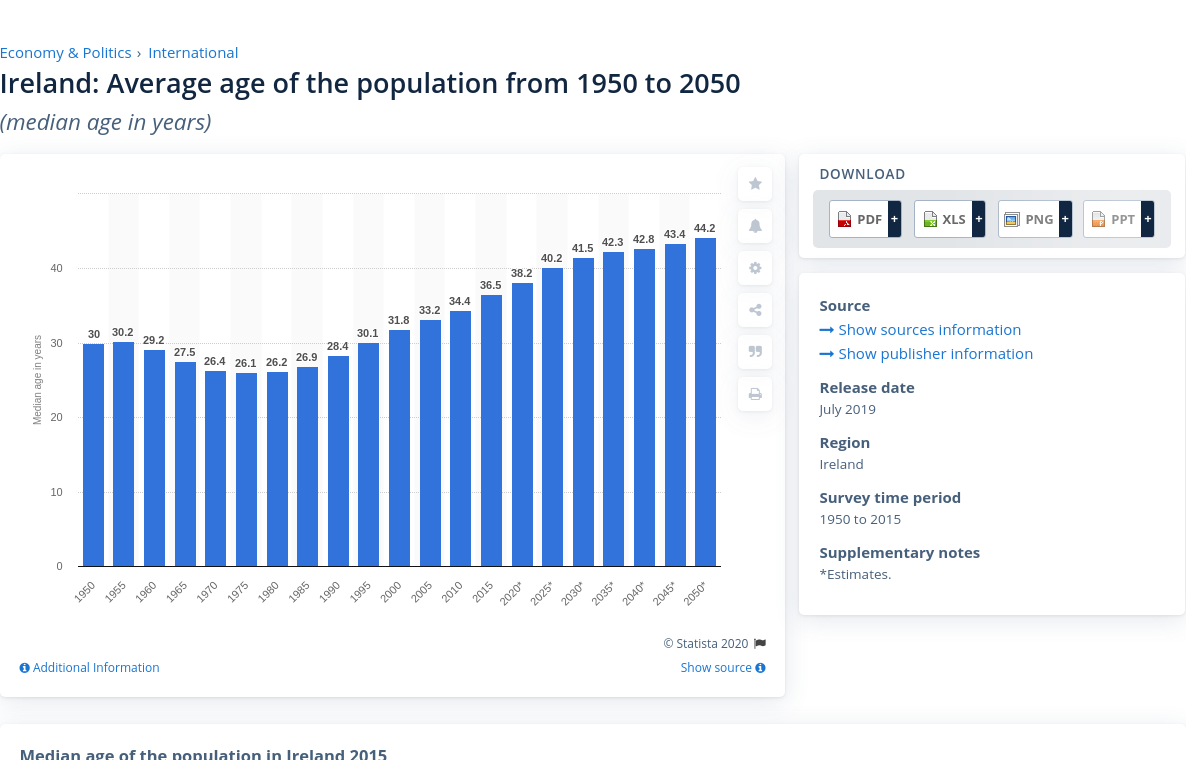 Economy & Politics › International
Ireland: Average age of the population from 1950 to 2050
(median age in years)
Median age in years
40
30
20
10
0
30
30.2
29.2
27.5
26.4
26.1
26.2
26.9
28.4
30.1
31.8
33.2
34.4
36.5
38.2
40.2
41.5
42.3
42.8
43.4
44.2
1950
1955
1960
1965
1970
1975
1980
1985
1990
1995
2000
2005
2010
2015
2020*
2025*
2030*
2035*
2040*
2045*
2050*
© Statista 2020
Additional Information
Show source
DOWNLOAD
PDF + XLS + PNG + PPT +
Source
Show sources information
Show publisher information
Release date
July 2019
Region
Ireland
Survey time period
1950 to 2015
Supplementary notes
*Estimates.
Median age of the population in Ireland 2015